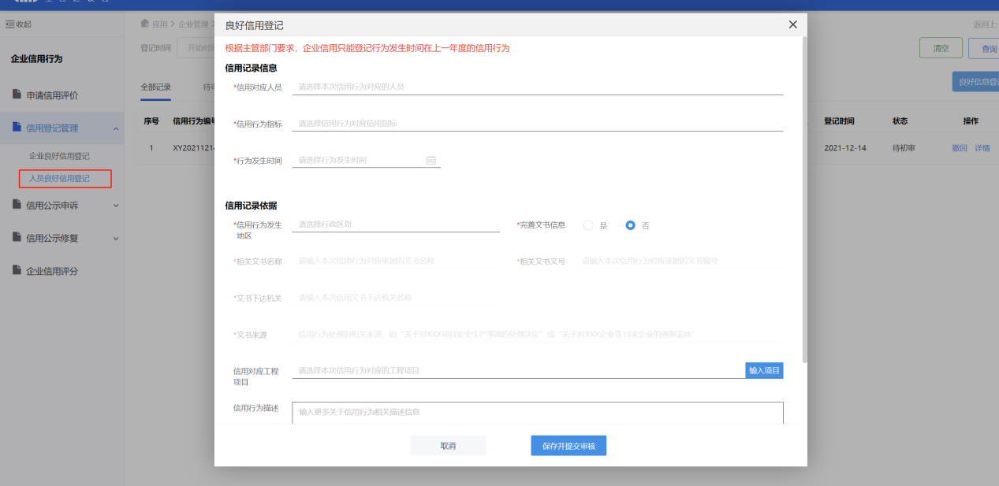 收起
应用 > 企业管理 >
返回上一
登记时间 开始时间
清空 查询
企业信用行为
全部记录 待审
良好信息登
申请信用评价
信用登记管理
企业良好信用登记
人员良好信用登记
信用公示申诉
信用公示修复
企业信用评分
序号 信用行为编号 登记时间 状态 操作
1 XY20211214 2021-12-14 待初审 撤回 详情
良好信用登记
根据主管部门要求，企业信用只能登记行为发生时间在上一年度的信用行为
信用记录信息
*信用对应人员 请选择本次信用行为对应的人员
*信用行为指标 请选择信用行为对应信用指标
*行为发生时间 请选择行为发生时间
信用记录依据
*信用行为发生地区 请选择行政区划
*完善文书信息 是 否
*相关文书名称 请输入本次信用行为对应依据的文书名称
*相关文书文号 请输入本次信用行为对应依据的文书编号
*文书下达机关 请输入本次信用文书下达机关名称
*文书来源 信用行为处理的相关来源，如“关于对XXX项目安全生产事故的处理决定”或“关于对XXX企业等13家企业的通报表扬”
信用对应工程项目 请选择本次信用行为对应的工程项目 输入项目
信用行为描述 输入更多关于信用行为相关描述信息
取消 保存并提交审核